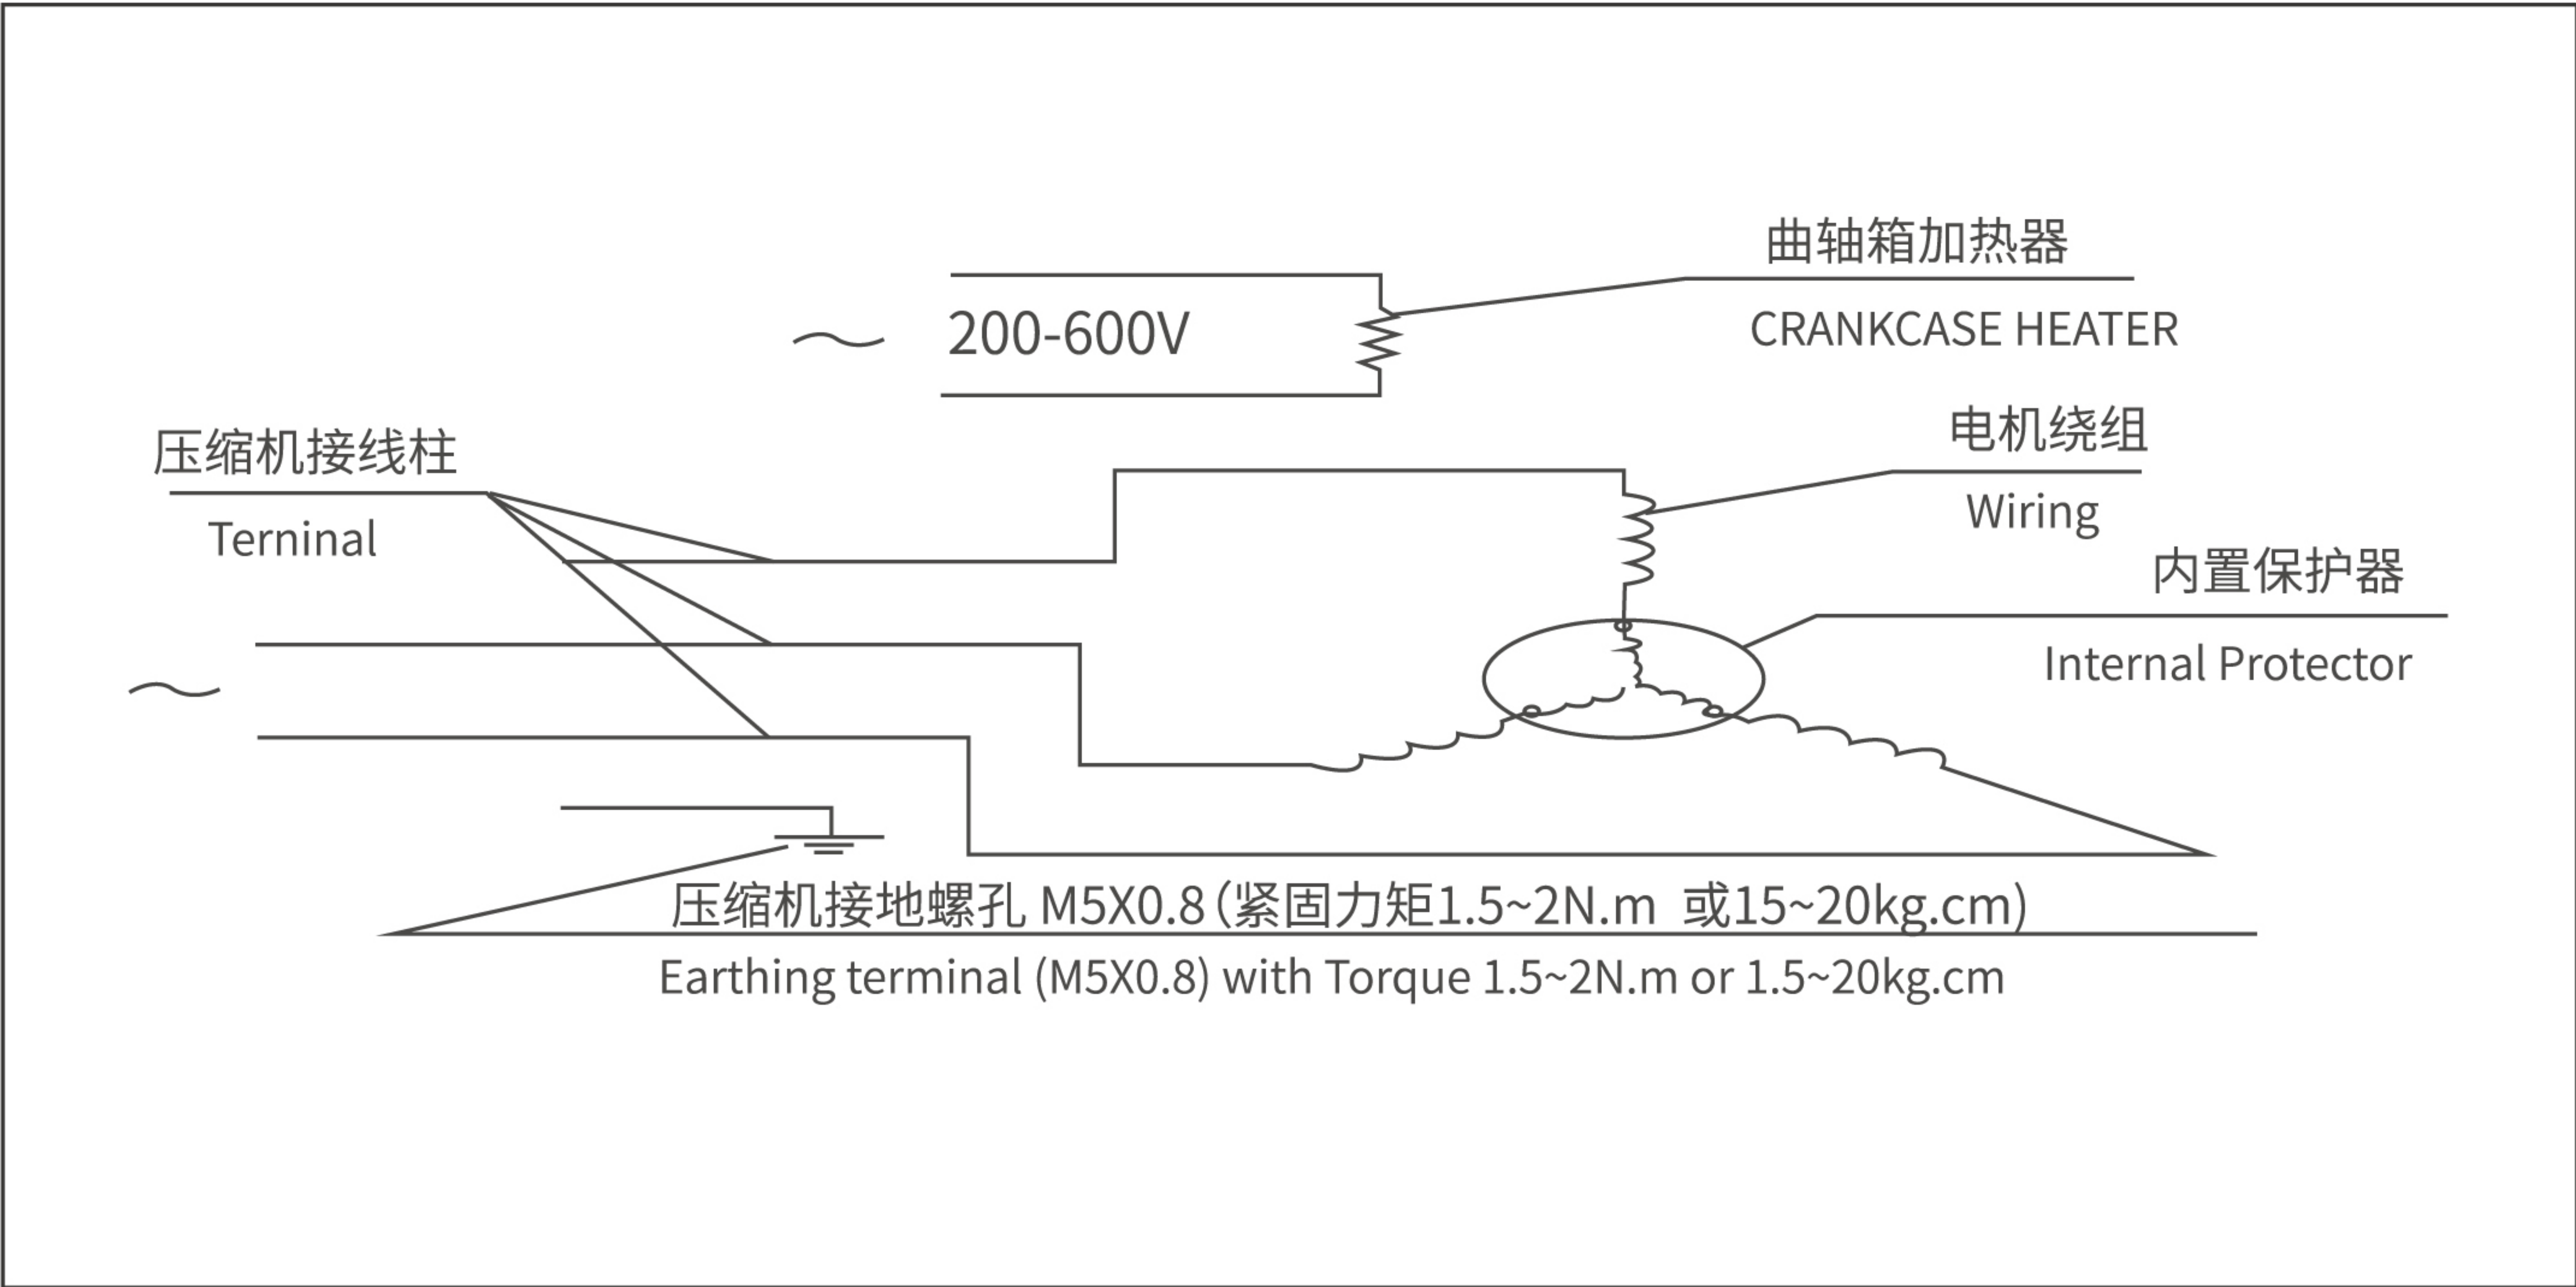 曲轴箱加热器
200-600V
CRANKCASE HEATER
电机绕组
压缩机接线柱
Wiring
Terninal
内置保护器
Internal Protector
压缩机接地螺孔 M5X0.8(紧固力矩1.5~2N.m 或15~20kg.cm)
Earthing terminal (M5X0.8) with Torque 1.5~2N.m or 1.5~20kg.cm